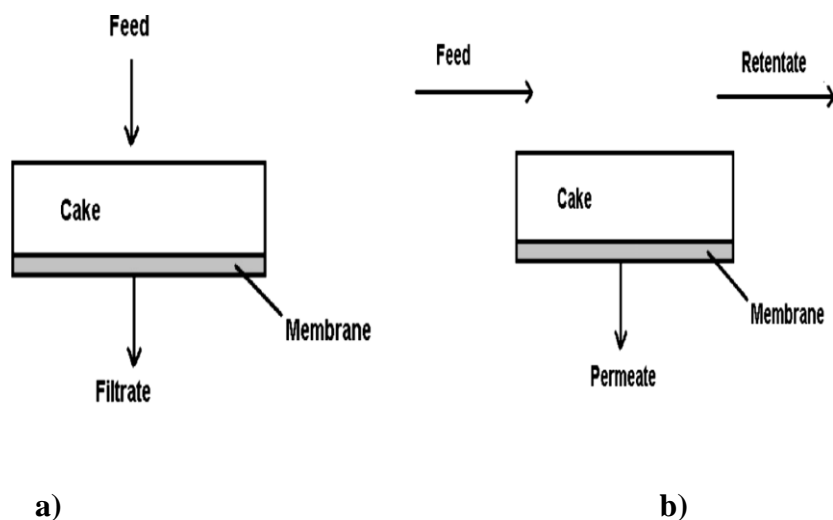 Feed
Cake
Membrane
Filtrate
a)
Feed
Retentate
Cake
Membrane
Permeate
b)